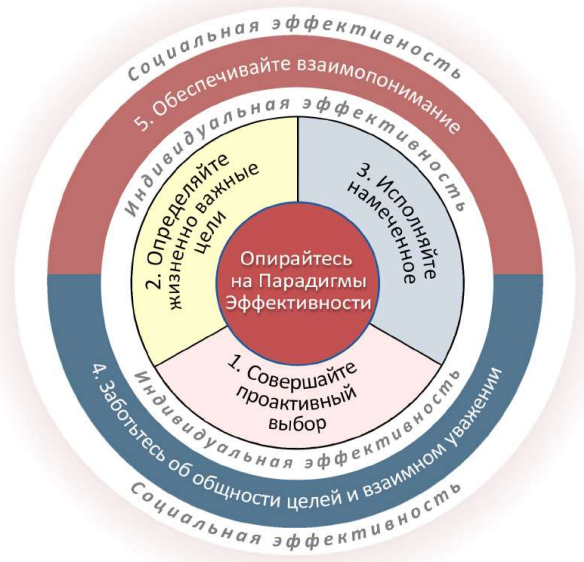 Социальная эффективность
5. Обеспечивайте взаимопонимание
Индивидуальная эффективность
2. Определяйте
жизненно важные
цели
3. Исполняйте
намеченное
Опирайтесь
на Парадигмы
Эффективности
1. Совершайте
проактивный
выбор
Индивидуальная эффективность
4. Заботьтесь об общности целей и взаимном уважении
Социальная эффективность